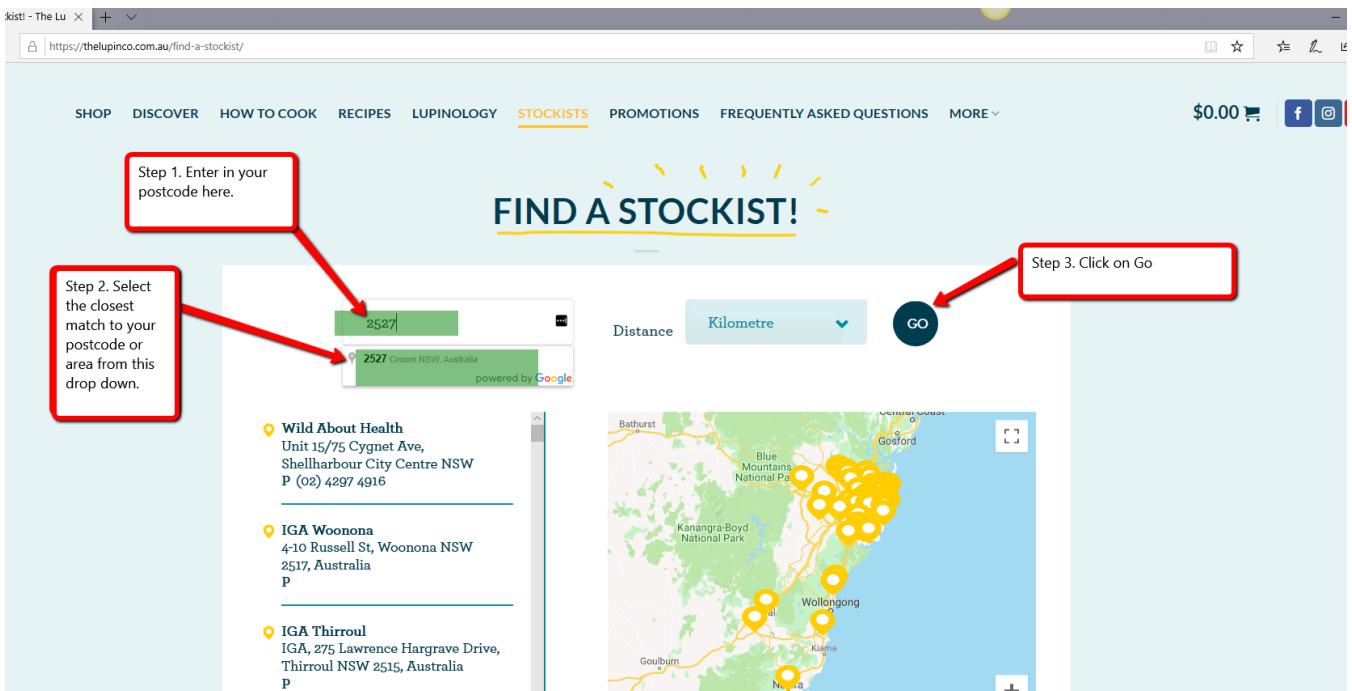 kist! - The Lu
https://thelupinco.com.au/find-a-stockist/
SHOP DISCOVER HOW TO COOK RECIPES LUPINOLOGY STOCKISTS PROMOTIONS FREQUENTLY ASKED QUESTIONS MORE $0.00
Step 1. Enter in your
postcode here.
FIND A STOCKIST!
Step 2. Select
the closest
match to your
postcode or
area from this
drop down.
Step 3. Click on Go
2527
Distance
Kilometre
GO
2527 Croom NSW, Australia
powered by Google
Wild About Health
Unit 15/75 Cygnet Ave,
Shellharbour City Centre NSW
P (02) 4297 4916
IGA Woonona
4-10 Russell St, Woonona NSW
2517, Australia
P
IGA Thirroul
IGA, 275 Lawrence Hargrave Drive,
Thirroul NSW 2515, Australia
P
Central Coast
Bathurst
Gosford
Blue
Mountains
National Pa
Kanangra-Boyd
National Park
Wollongong
Kiama
Goulburn